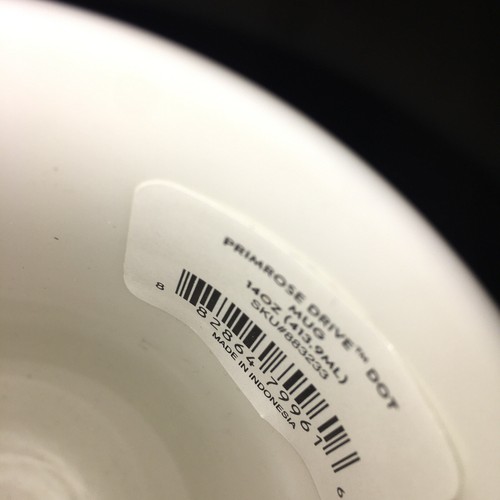 PRIMROSE DRIVE™ DOT
MUG
14OZ (413.9ML)
SKU#883233
8 82864 79961 6
MADE IN INDONESIA